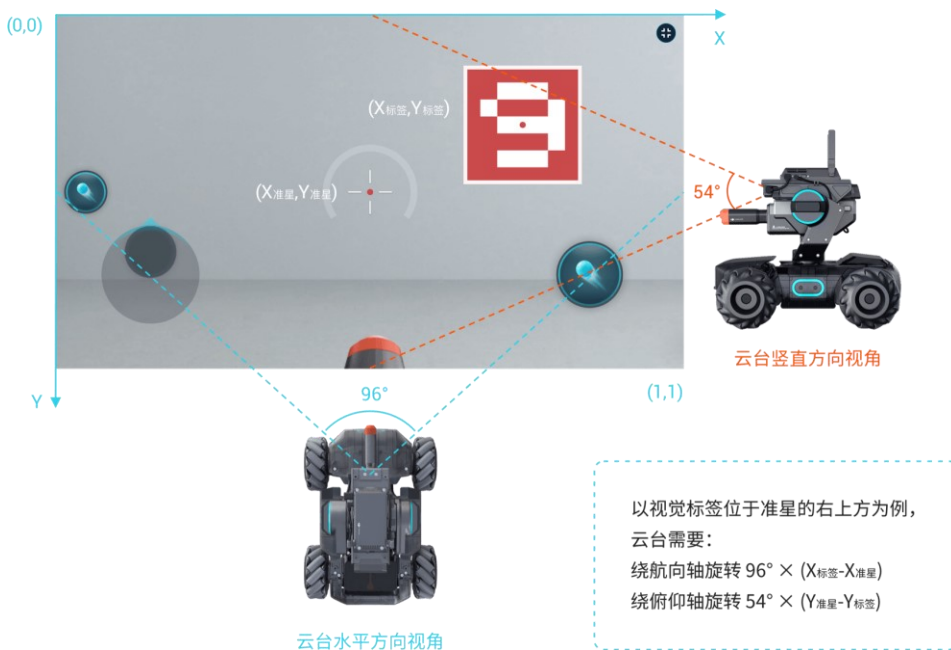 (0,0)
X
(X标签,Y标签)
(X准星,Y准星)
54°
云台竖直方向视角
Y
(1,1)
96°
以视觉标签位于准星的右上方为例，
云台需要：
绕航向轴旋转 96° × (X标签-X准星)
绕俯仰轴旋转 54° × (Y准星-Y标签)
云台水平方向视角